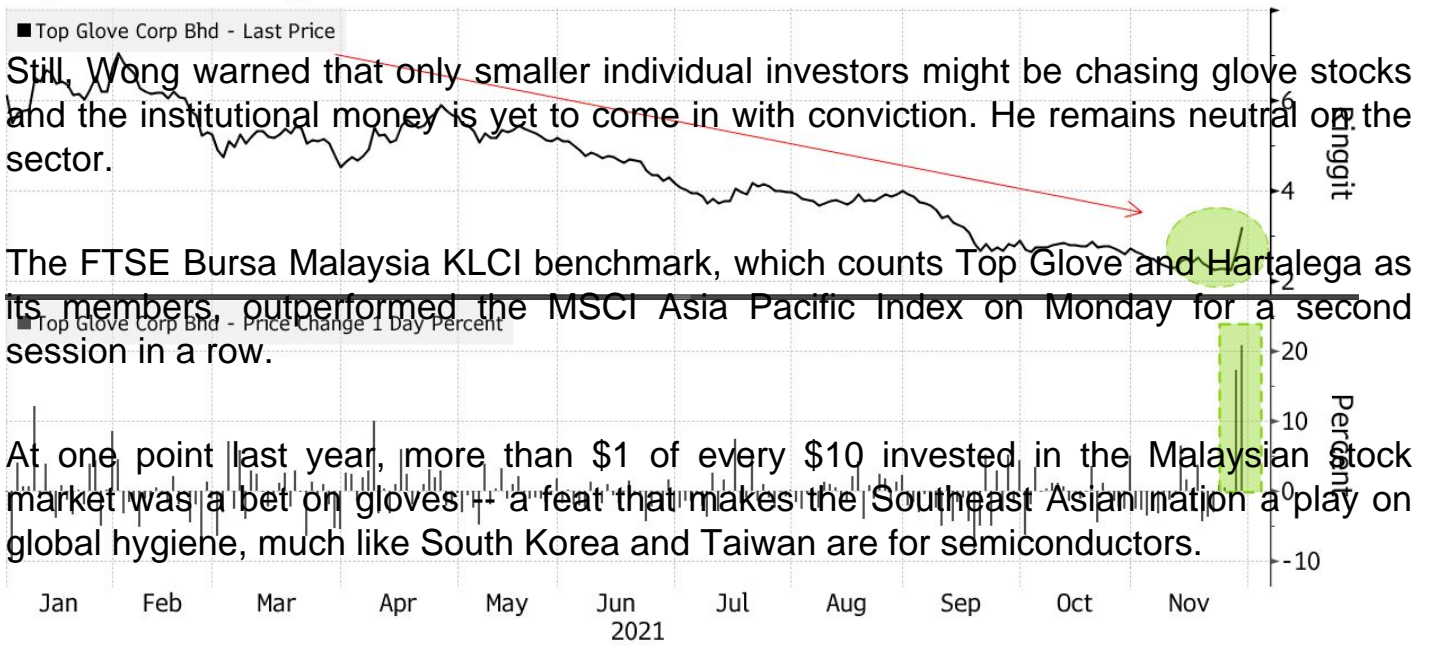 Top Glove Corp Bhd - Last Price
Still, Wong warned that only smaller individual investors might be chasing glove stocks
and the institutional money is yet to come in with conviction. He remains neutral on the
sector.
6
4
2
Ringgit
The FTSE Bursa Malaysia KLCI benchmark, which counts Top Glove and Hartalega as
its members, outperformed the MSCI Asia Pacific Index on Monday for a second
Top Glove Corp Bhd - Price Change 1 Day Percent
session in a row.
20
10
0
-10
Percent
At one point last year, more than $1 of every $10 invested in the Malaysian stock
market was a bet on gloves -- a feat that makes the Southeast Asian nation a play on
global hygiene, much like South Korea and Taiwan are for semiconductors.
Jan Feb Mar Apr May Jun Jul Aug Sep Oct Nov
2021